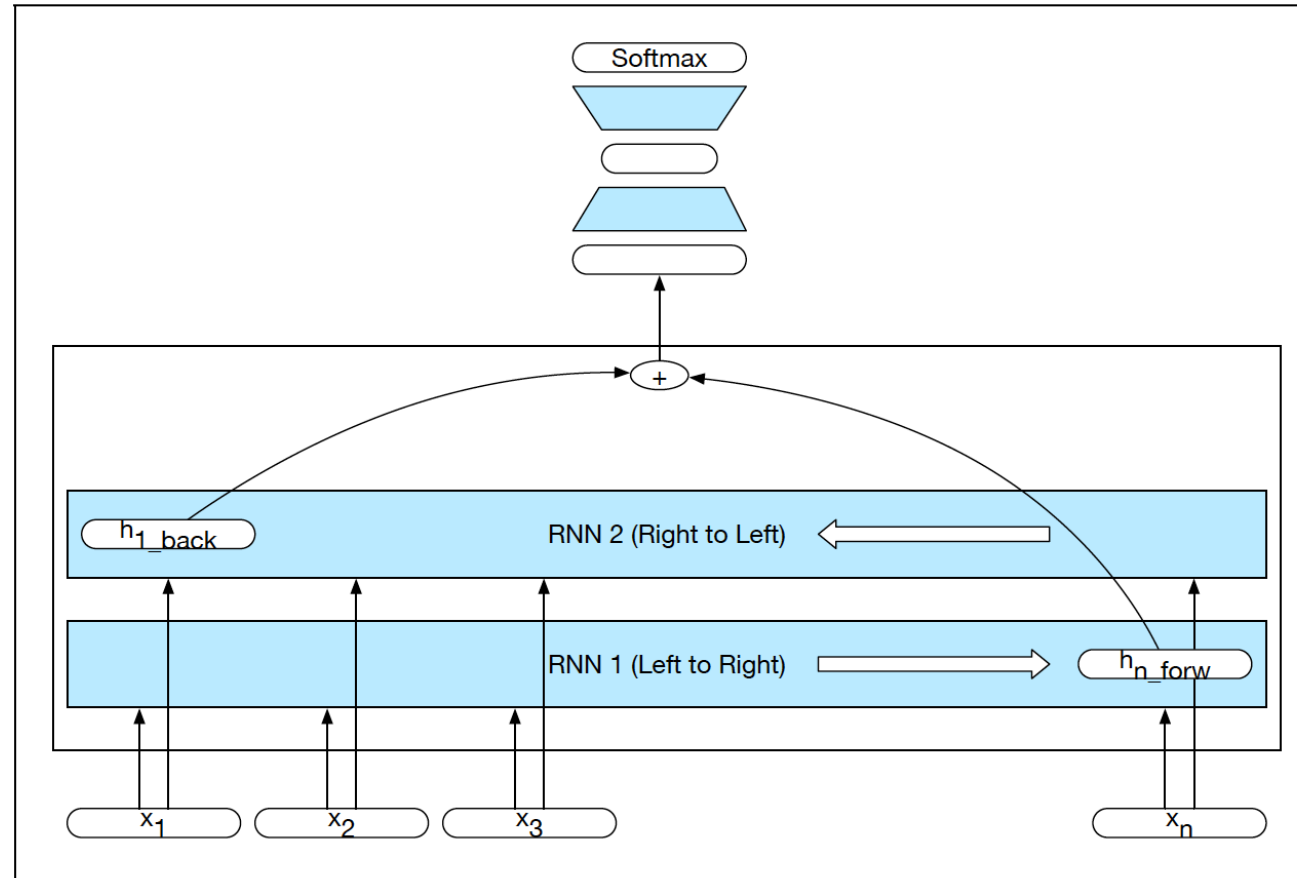 Softmax
+
h1_back
RNN 2 (Right to Left)
RNN 1 (Left to Right)
hn_forw
x1
x2
x3
xn